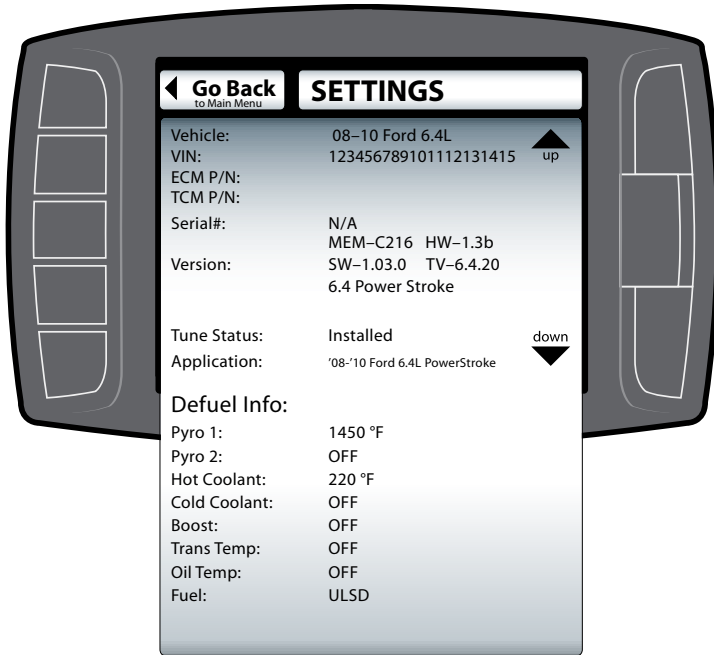 Go Back
to Main Menu
SETTINGS
Vehicle: 08–10 Ford 6.4L
up
VIN: 123456789101112131415
ECM P/N:
TCM P/N:
Serial#: N/A
MEM–C216 HW–1.3b
Version: SW–1.03.0 TV–6.4.20
6.4 Power Stroke
Tune Status: Installed
down
Application: ’08-’10 Ford 6.4L PowerStroke
Defuel Info:
Pyro 1: 1450 °F
Pyro 2: OFF
Hot Coolant: 220 °F
Cold Coolant: OFF
Boost: OFF
Trans Temp: OFF
Oil Temp: OFF
Fuel: ULSD